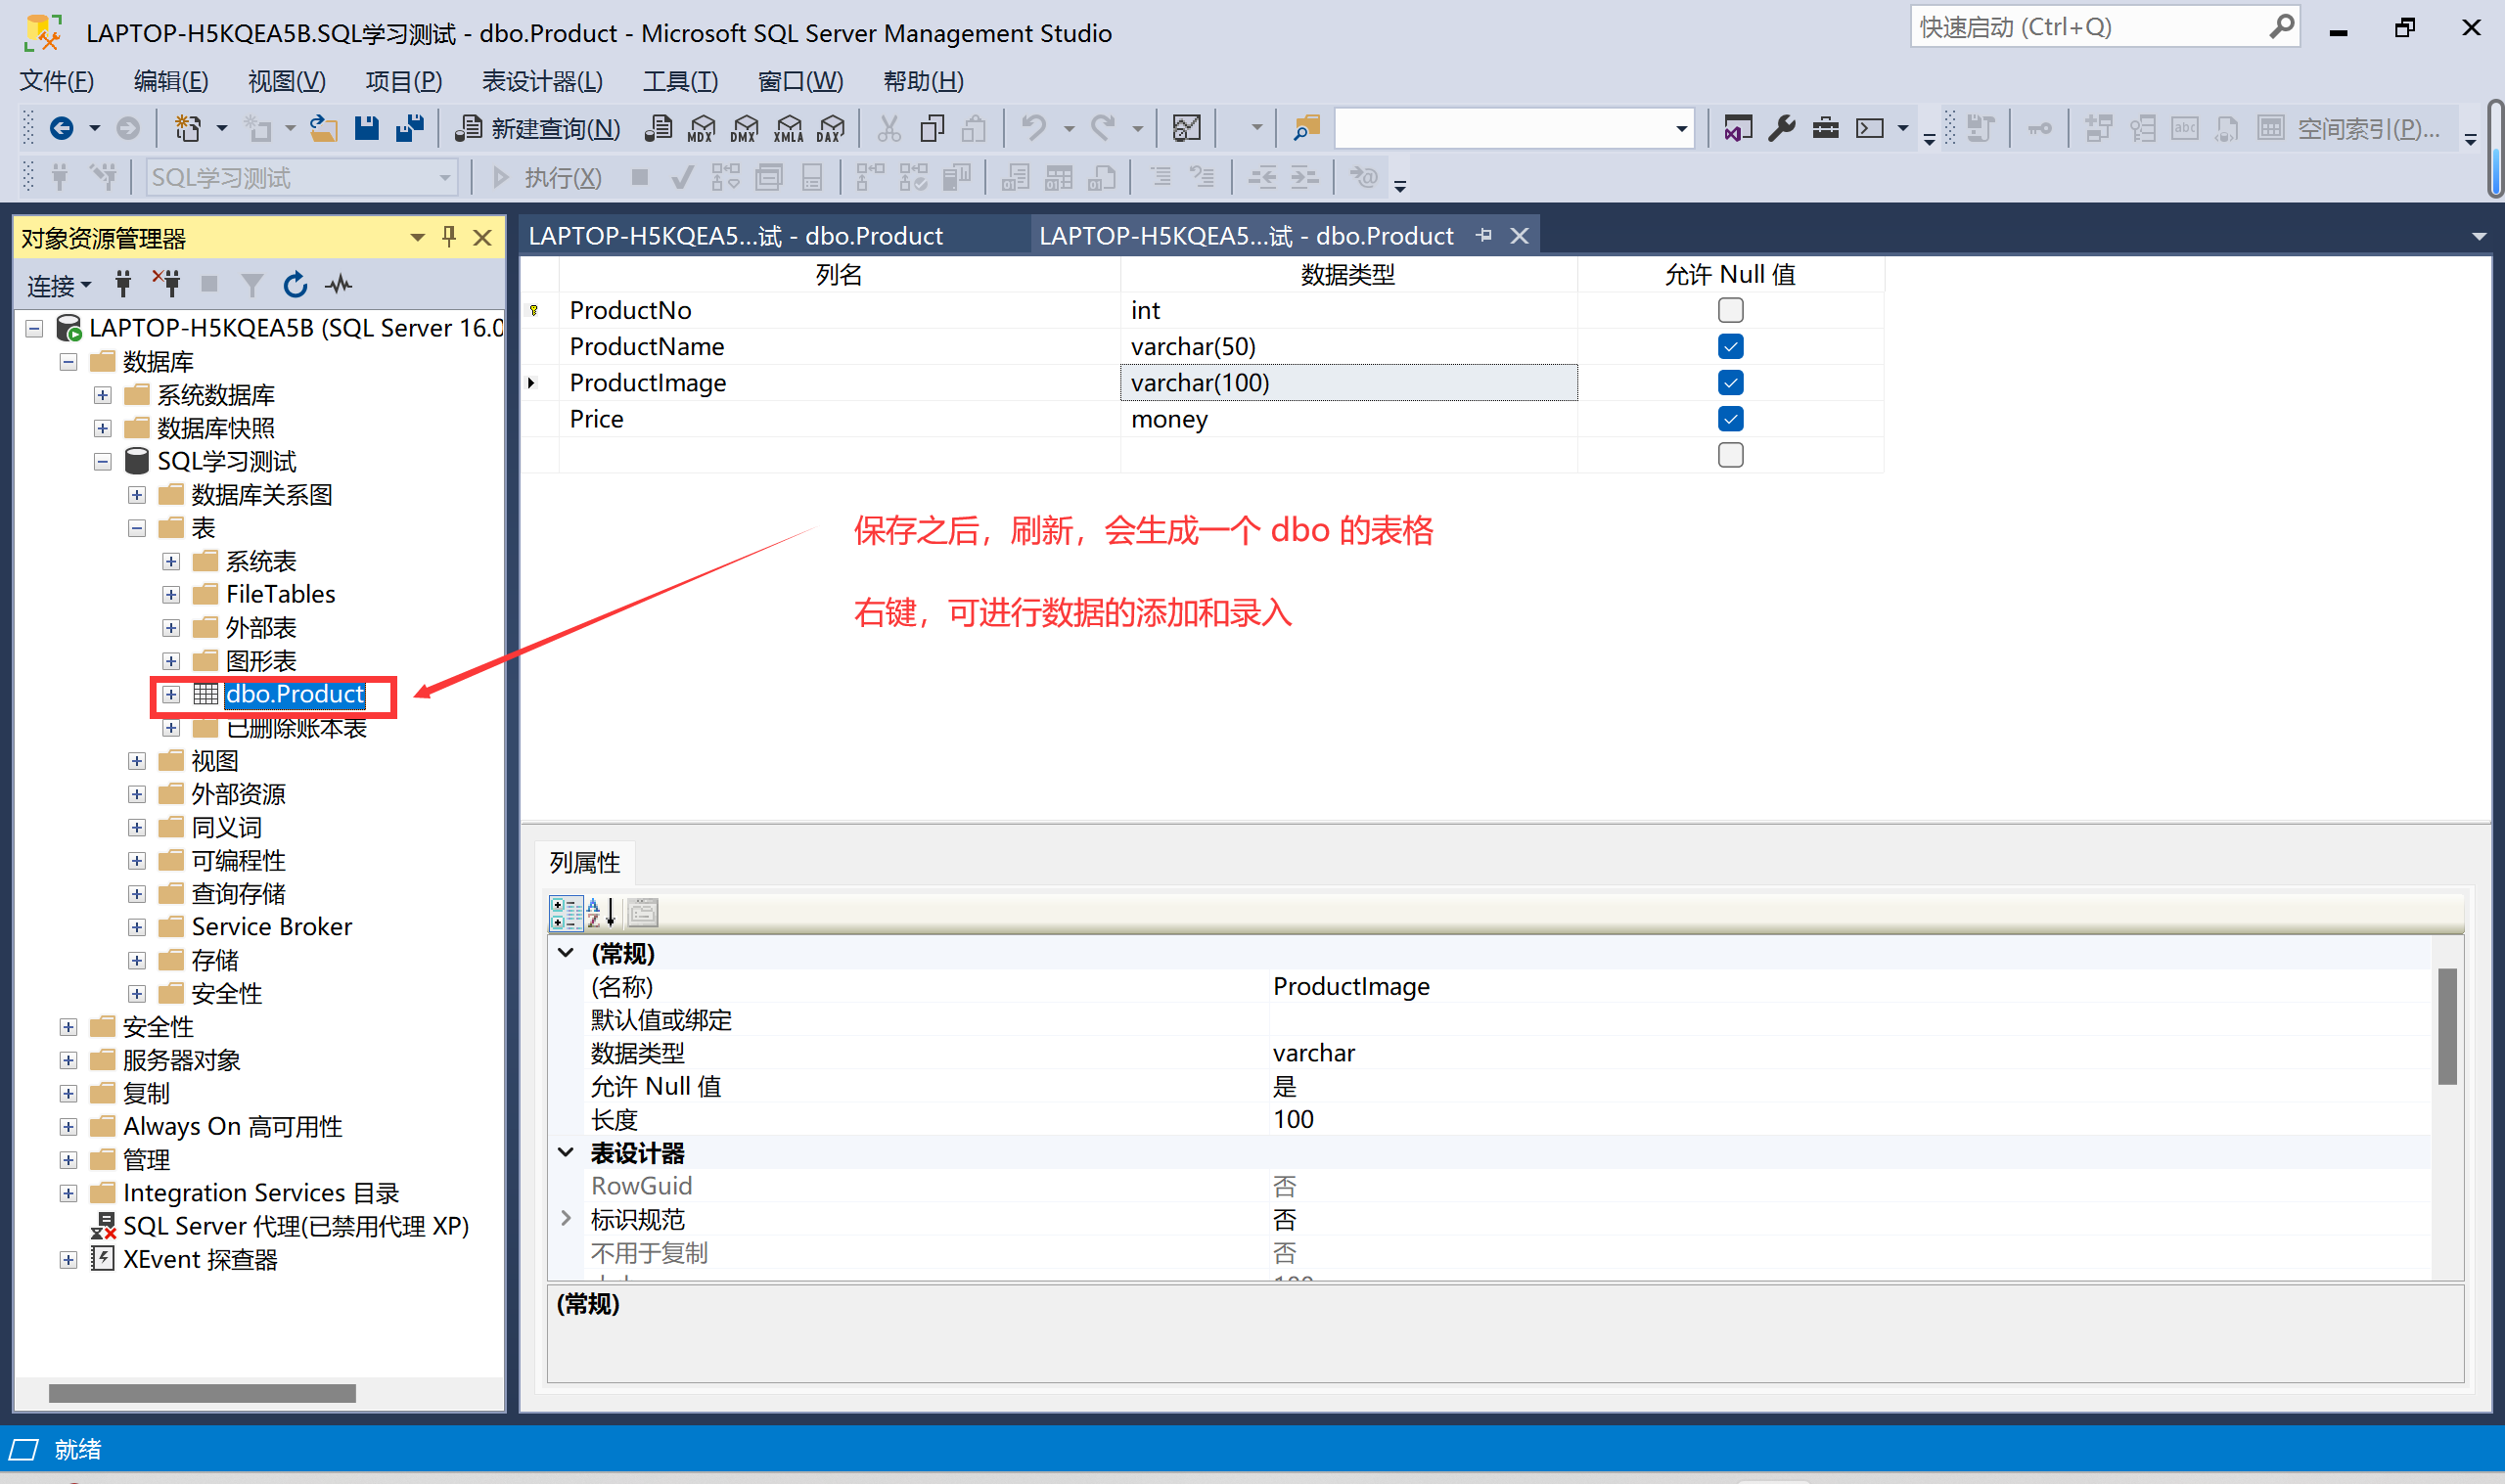 LAPTOP-H5KQEA5B.SQL学习测试 - dbo.Product - Microsoft SQL Server Management Studio
快速启动 (Ctrl+Q)
文件(F) 编辑(E) 视图(V) 项目(P) 表设计器(L) 工具(T) 窗口(W) 帮助(H)
新建查询(N) MDX DMX XMLA DAX 空间索引(P)...
SQL学习测试 执行(X)
对象资源管理器
连接
LAPTOP-H5KQEA5B (SQL Server 16.0
数据库
系统数据库
数据库快照
SQL学习测试
数据库关系图
表
系统表
FileTables
外部表
图形表
dbo.Product
已删除账本表
视图
外部资源
同义词
可编程性
查询存储
Service Broker
存储
安全性
安全性
服务器对象
复制
Always On 高可用性
管理
Integration Services 目录
SQL Server 代理(已禁用代理 XP)
XEvent 探查器
LAPTOP-H5KQEA5...试 - dbo.Product
LAPTOP-H5KQEA5...试 - dbo.Product
列名 数据类型 允许 Null 值
ProductNo int
ProductName varchar(50)
ProductImage varchar(100)
Price money
保存之后，刷新，会生成一个 dbo 的表格
右键，可进行数据的添加和录入
列属性
(常规)
(名称) ProductImage
默认值或绑定
数据类型 varchar
允许 Null 值 是
长度 100
表设计器
RowGuid 否
标识规范 否
不用于复制 否
(常规)
就绪